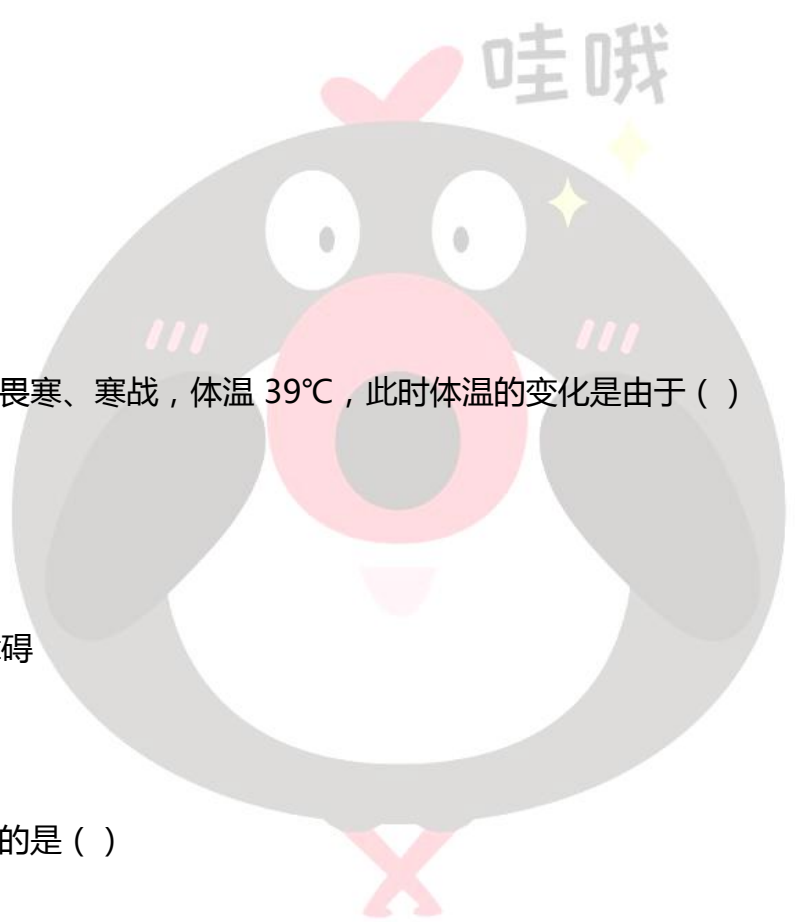 哇哦
畏寒、寒战，体温 39℃，此时体温的变化是由于（ ）
碍
的是（ ）